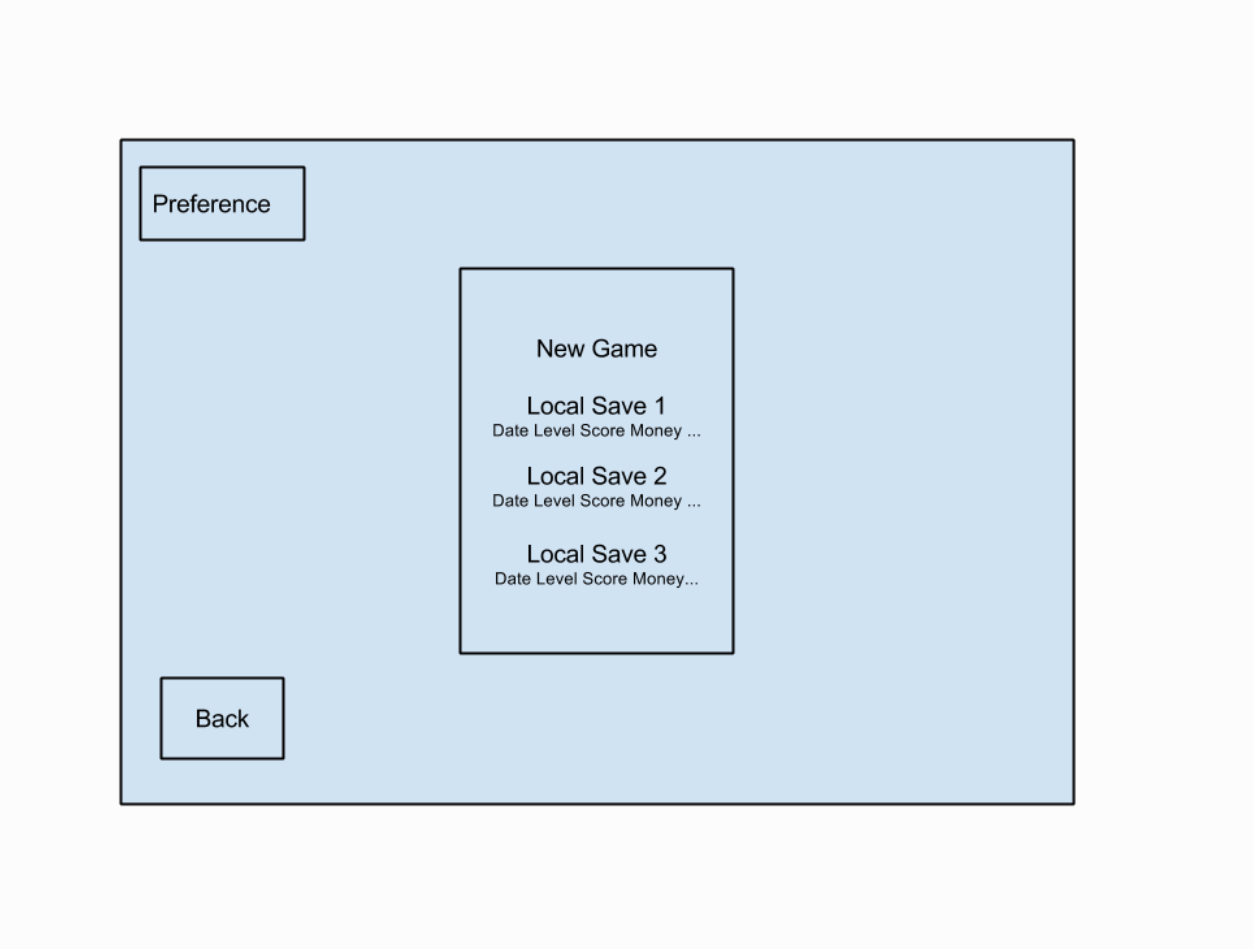 Preference
New Game
Local Save 1
Date Level Score Money ...
Local Save 2
Date Level Score Money ...
Local Save 3
Date Level Score Money...
Back